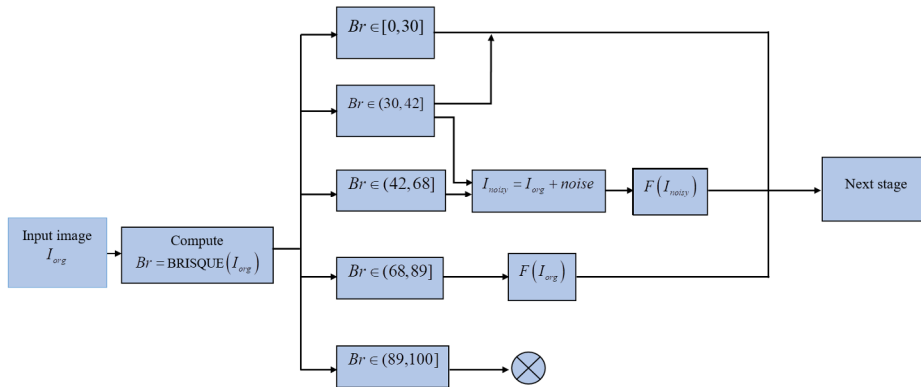 Br ∈ [0,30]
Br ∈ (30,42]
Br ∈ (42,68]
I_noisy = I_org + noise
F(I_noisy)
Next stage
Input image
I_org
Compute
Br = BRISQUE(I_org)
Br ∈ (68,89]
F(I_org)
Br ∈ (89,100]